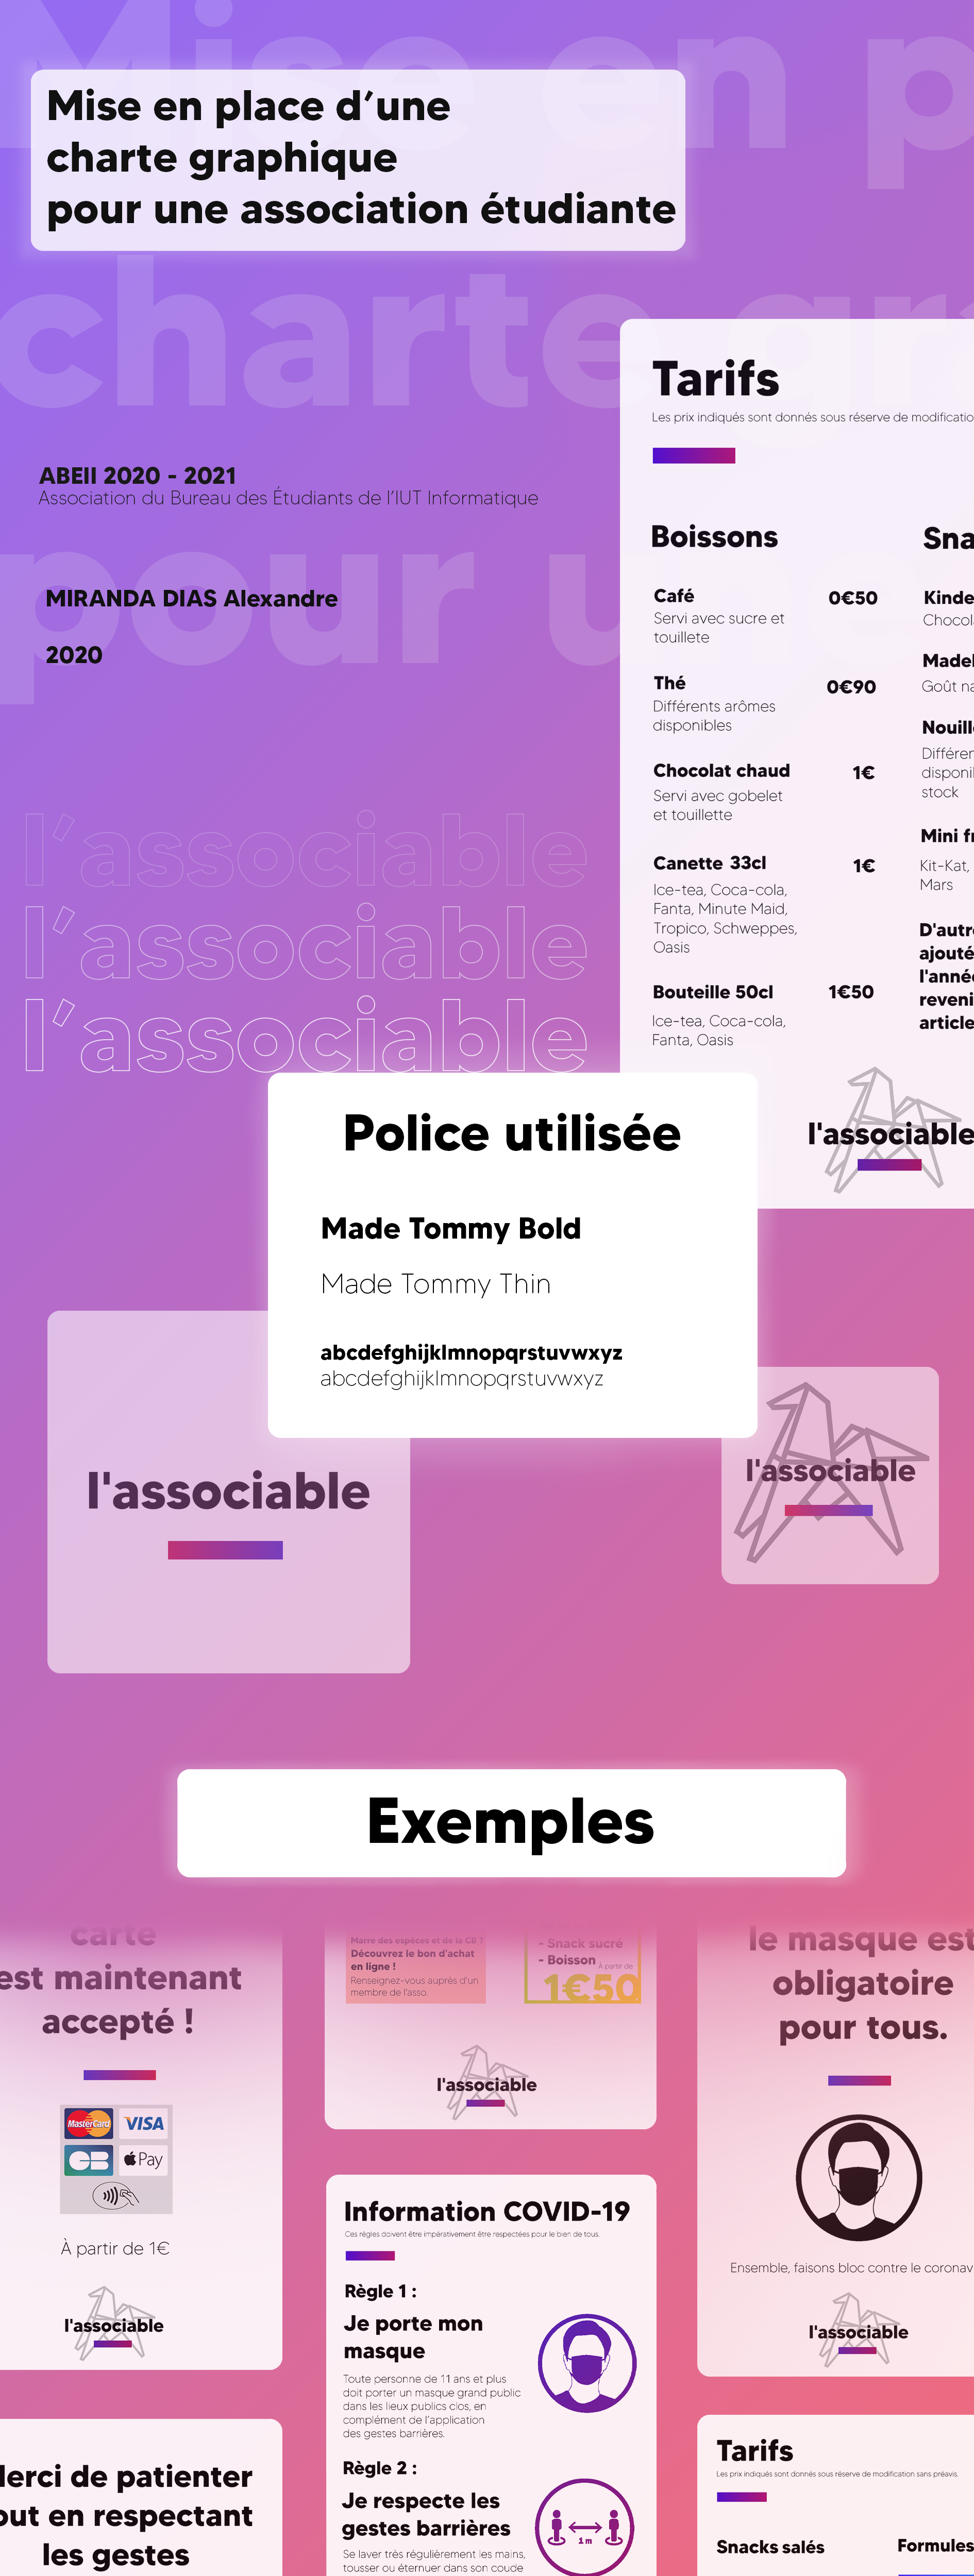 Mise en place d’une
charte graphique
pour une association étudiante
Mise en p
charte gra
pour une
ABEII 2020 - 2021
Association du Bureau des Étudiants de l’IUT Informatique
MIRANDA DIAS Alexandre
2020
l’associable
l’associable
l’associable
Tarifs
Les prix indiqués sont donnés sous réserve de modificatio
Boissons
Café
0€50
Servi avec sucre et
touillete
Thé
0€90
Différents arômes
disponibles
Chocolat chaud
1€
Servi avec gobelet
et touillette
Canette 33cl
1€
Ice-tea, Coca-cola,
Fanta, Minute Maid,
Tropico, Schweppes,
Oasis
Bouteille 50cl
1€50
Ice-tea, Coca-cola,
Fanta, Oasis
Sna
Kinde
Chocol
Madel
Goût na
Nouill
Différen
disponi
stock
Mini fr
Kit-Kat,
Mars
D'autr
ajouté
l'anné
reveni
article
l'associable
Police utilisée
Made Tommy Bold
Made Tommy Thin
abcdefghijklmnopqrstuvwxyz
abcdefghijklmnopqrstuvwxyz
l'associable
l'associable
Exemples
carte
est maintenant
accepté !
MasterCard
VISA
CB
Pay
À partir de 1€
l'associable
Marre des espèces et de la CB ?
Découvrez le bon d'achat
en ligne !
Renseignez-vous auprès d'un
membre de l'asso.
- Snack sucré
- Boisson
À partir de
1€50
l'associable
le masque est
obligatoire
pour tous.
Ensemble, faisons bloc contre le coronav
l'associable
Information COVID-19
Ces règles doivent être impérativement être respectées pour le bien de tous.
Règle 1 :
Je porte mon
masque
Toute personne de 11 ans et plus
doit porter un masque grand public
dans les lieux publics clos, en
complément de l’application
des gestes barrières.
Règle 2 :
Je respecte les
gestes barrières
1 m
Se laver très régulièrement les mains,
tousser ou éternuer dans son coude
Merci de patienter
out en respectant
les gestes
Tarifs
Les prix indiqués sont donnés sous réserve de modification sans préavis.
Snacks salés
Formules